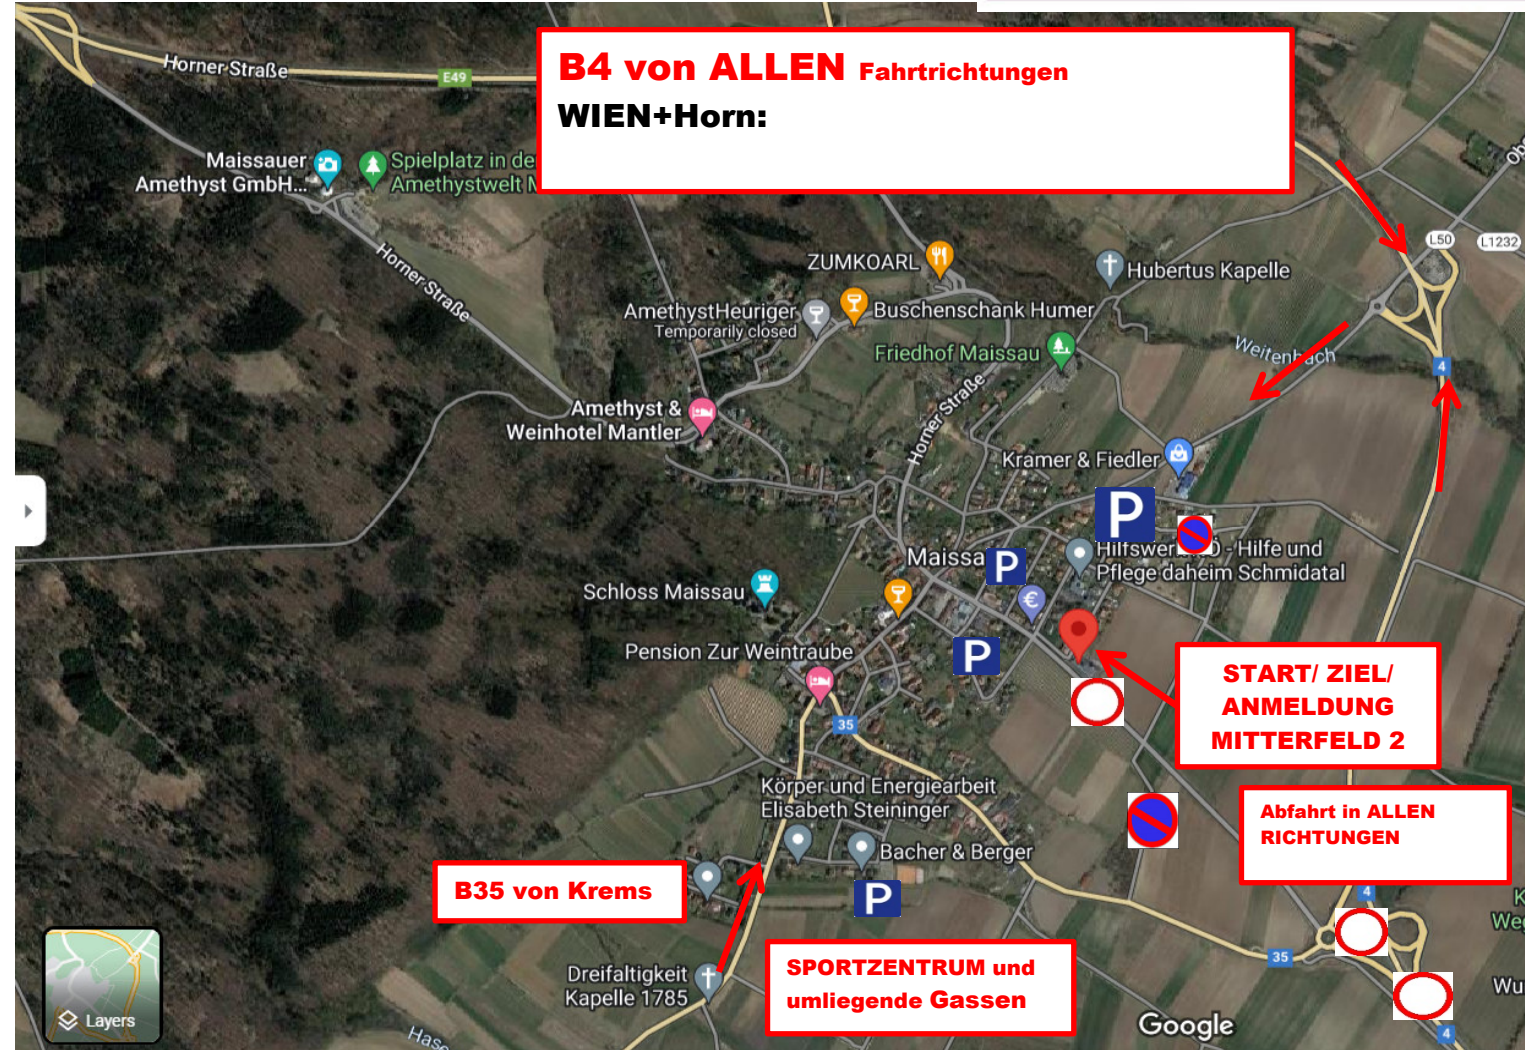 B4 von ALLEN Fahrtrichtungen
WIEN+Horn:
Horner Straße
E49
Maissauer
Amethyst GmbH...
Spielplatz in de
Amethystwelt
Horner Straße
ZUMKOARL
Hubertus Kapelle
L50
L1232
AmethystHeuriger
Temporarily closed
Buschenschank Humer
Friedhof Maissau
Weitenbach
4
Horner Straße
Amethyst &
Weinhotel Mantler
Kramer & Fiedler
P
Maissa
P
Hilfswer
Ö - Hilfe und
Pflege daheim Schmidatal
Schloss Maissau
€
Pension Zur Weintraube
P
START/ ZIEL/
ANMELDUNG
MITTERFELD 2
35
Körper und Energiearbeit
Elisabeth Steininger
Abfahrt in ALLEN
RICHTUNGEN
Bacher & Berger
B35 von Krems
P
4
35
SPORTZENTRUM und
umliegende Gassen
Dreifaltigkeit
Kapelle 1785
Layers
Google
Wu
4